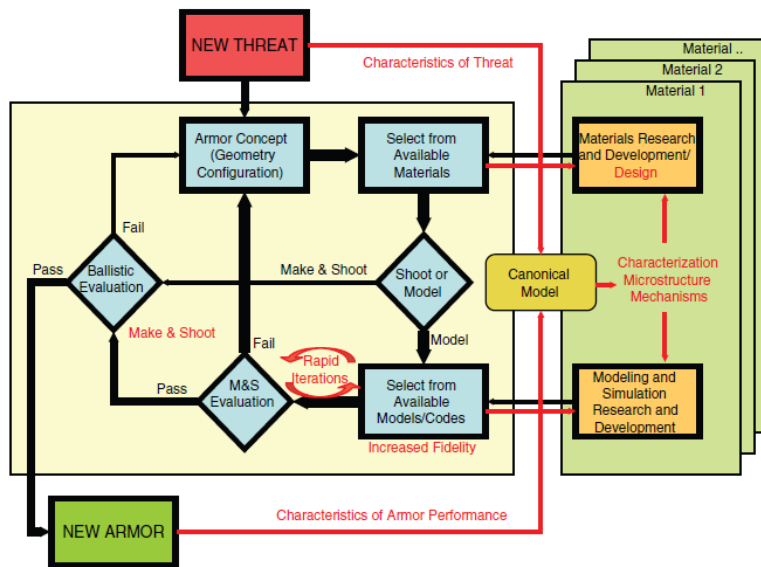 NEW THREAT
Characteristics of Threat
Material ..
Material 2
Material 1
Armor Concept
(Geometry
Configuration)
Select from
Available
Materials
Materials Research
and Development/
Design
Fail
Pass
Ballistic
Evaluation
Make & Shoot
Shoot or
Model
Canonical
Model
Characterization
Microstructure
Mechanisms
Make & Shoot
Model
Fail
Rapid
Iterations
Pass
M&S
Evaluation
Select from
Available
Models/Codes
Modeling and
Simulation
Research and
Development
Increased Fidelity
NEW ARMOR
Characteristics of Armor Performance